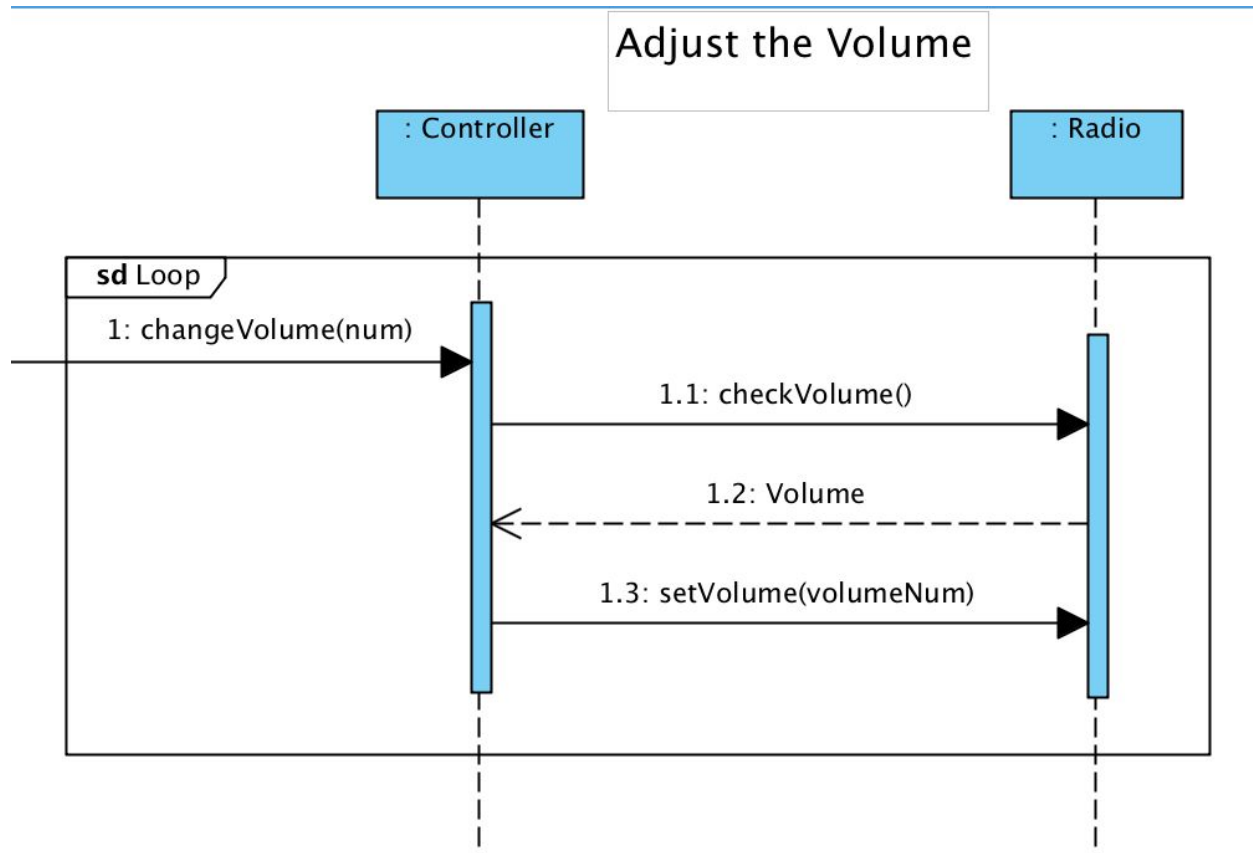 Adjust the Volume
: Controller
: Radio
sd Loop
1: changeVolume(num)
1.1: checkVolume()
1.2: Volume
1.3: setVolume(volumeNum)